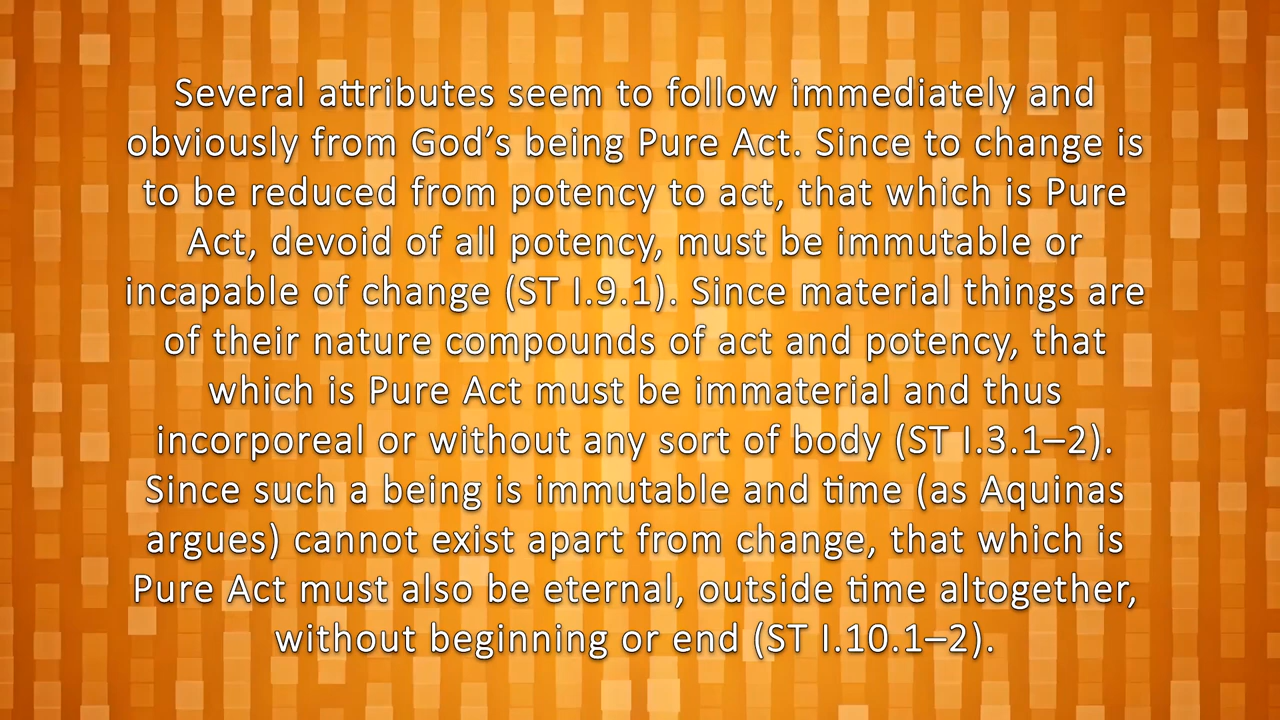 Several attributes seem to follow immediately and
obviously from God’s being Pure Act. Since to change is
to be reduced from potency to act, that which is Pure
Act, devoid of all potency, must be immutable or
incapable of change (ST I.9.1). Since material things are
of their nature compounds of act and potency, that
which is Pure Act must be immaterial and thus
incorporeal or without any sort of body (ST I.3.1–2).
Since such a being is immutable and time (as Aquinas
argues) cannot exist apart from change, that which is
Pure Act must also be eternal, outside time altogether,
without beginning or end (ST I.10.1–2).